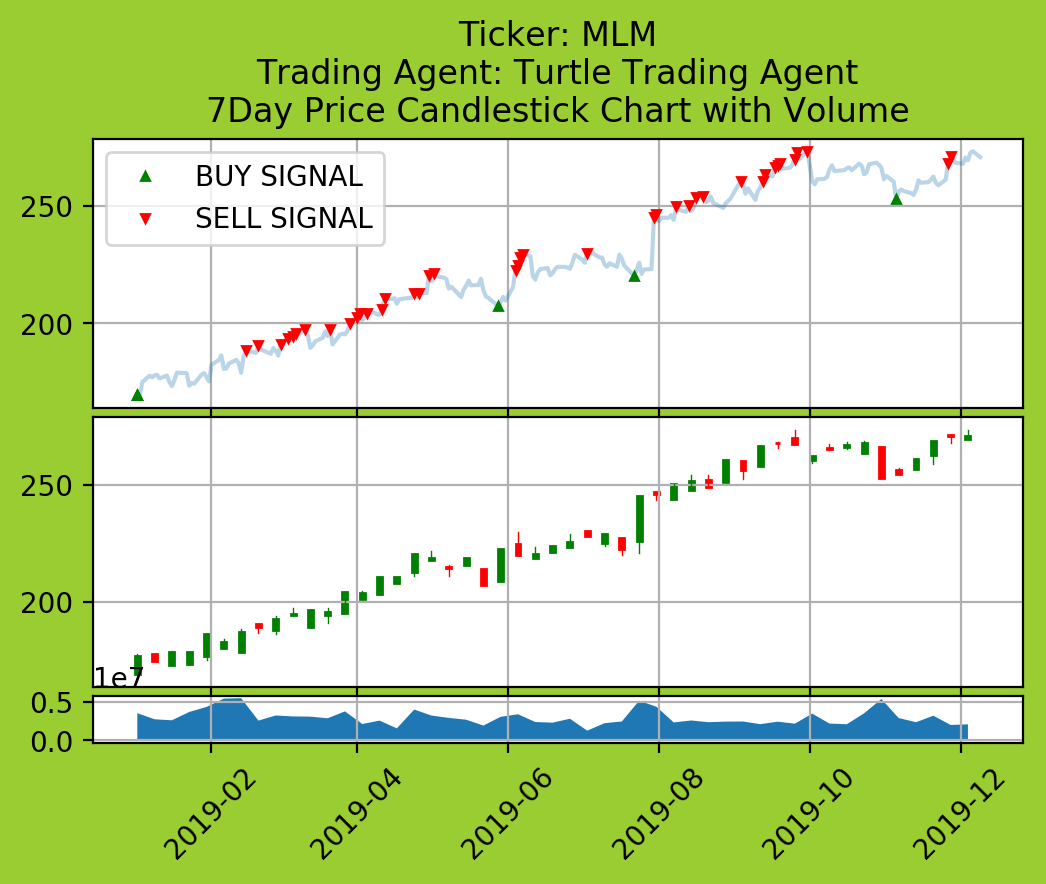 Ticker: MLM
Trading Agent: Turtle Trading Agent
7Day Price Candlestick Chart with Volume
BUY SIGNAL
SELL SIGNAL
250
200
250
200
1e7
0.5
0.0
2019-02
2019-04
2019-06
2019-08
2019-10
2019-12